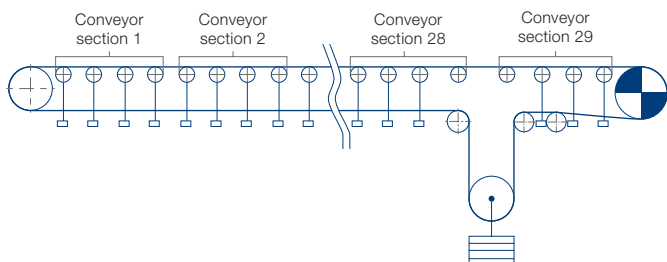 Conveyor
section 1
Conveyor
section 2
Conveyor
section 28
Conveyor
section 29